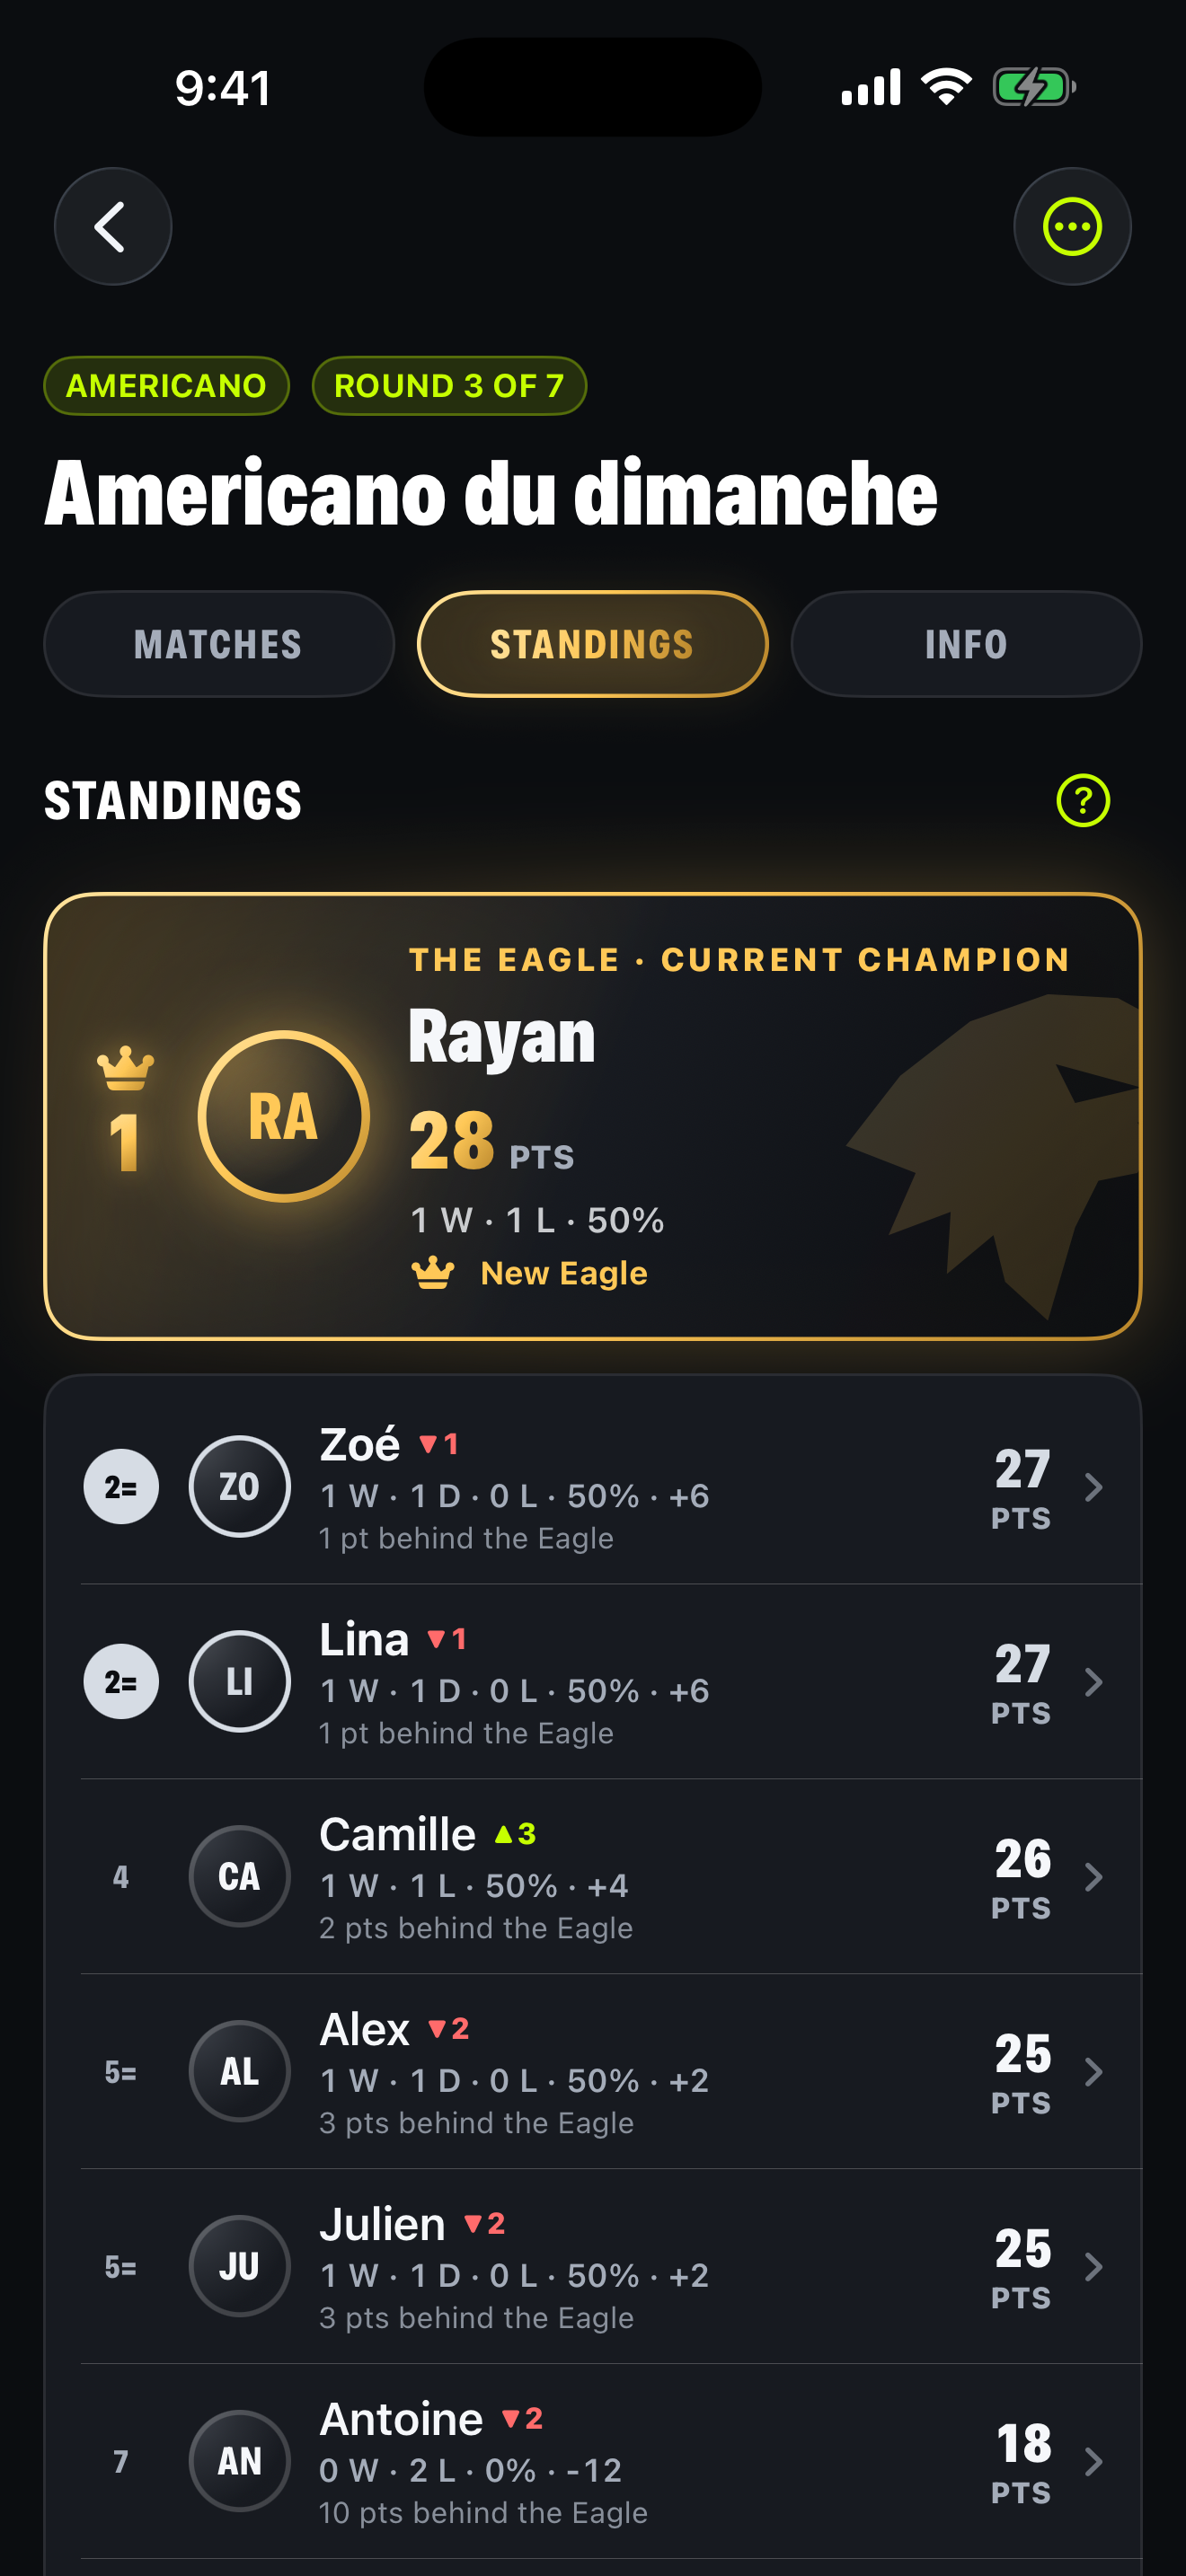 9:41
AMERICANO
ROUND 3 OF 7
Americano du dimanche
MATCHES
STANDINGS
INFO
STANDINGS
?
THE EAGLE · CURRENT CHAMPION
1
RA
Rayan
28 PTS
1 W · 1 L · 50%
New Eagle
2=
ZO
Zoé ▼1
1 W · 1 D · 0 L · 50% · +6
1 pt behind the Eagle
27
PTS
2=
LI
Lina ▼1
1 W · 1 D · 0 L · 50% · +6
1 pt behind the Eagle
27
PTS
4
CA
Camille ▲3
1 W · 1 L · 50% · +4
2 pts behind the Eagle
26
PTS
5=
AL
Alex ▼2
1 W · 1 D · 0 L · 50% · +2
3 pts behind the Eagle
25
PTS
5=
JU
Julien ▼2
1 W · 1 D · 0 L · 50% · +2
3 pts behind the Eagle
25
PTS
7
AN
Antoine ▼2
0 W · 2 L · 0% · -12
10 pts behind the Eagle
18
PTS